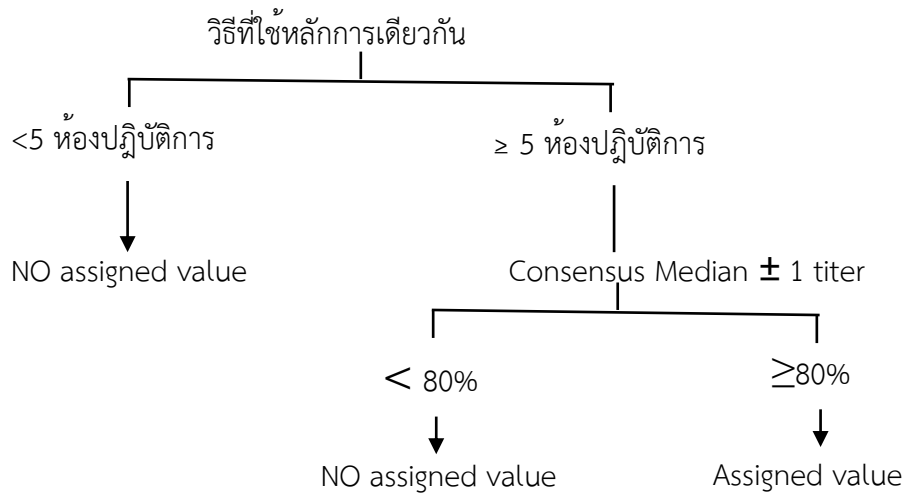 วิธีที่ใช้หลักการเดียวกัน
<5 ห้องปฏิบัติการ
≥ 5 ห้องปฏิบัติการ
NO assigned value
Consensus Median ± 1 titer
< 80%
≥80%
NO assigned value
Assigned value